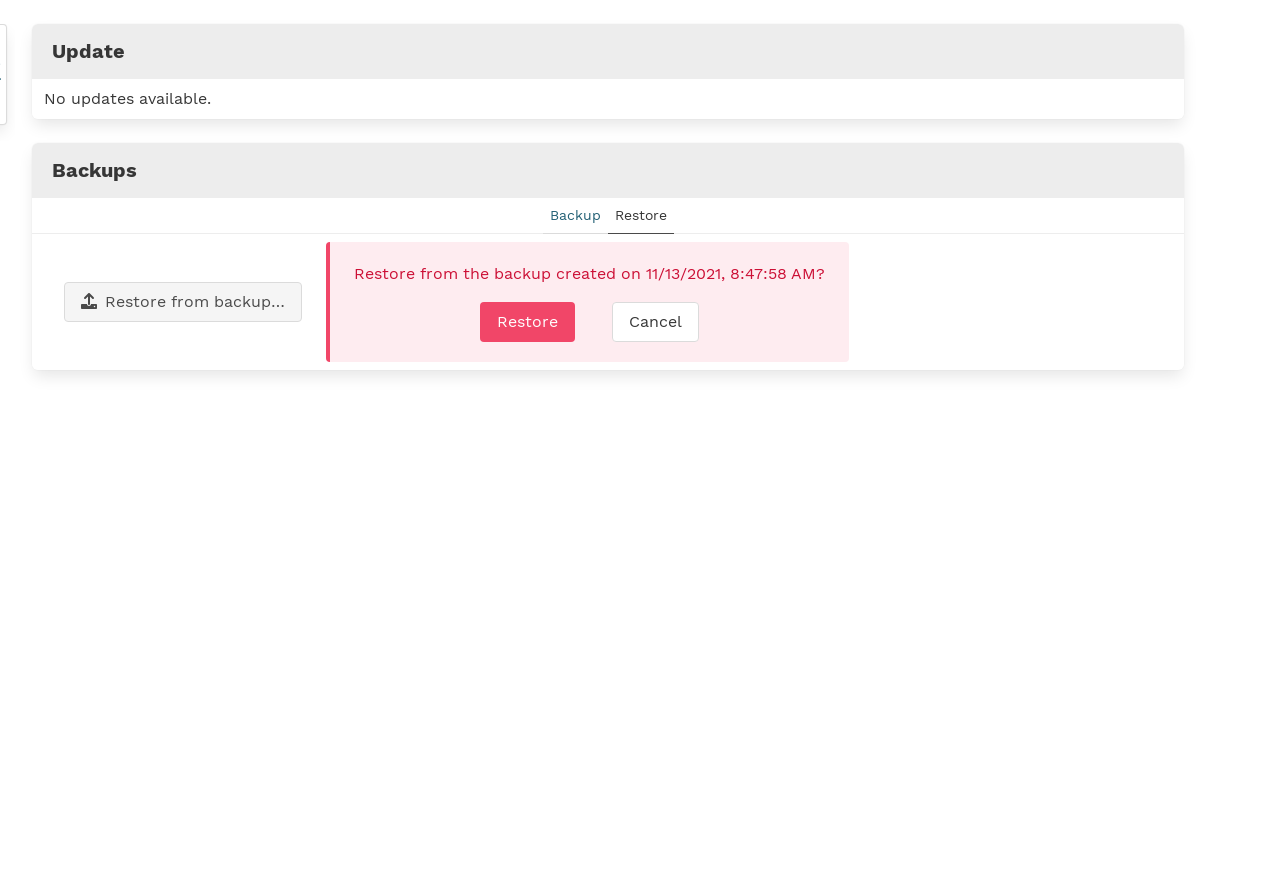 Update
No updates available.
Backups
Backup Restore
Restore from the backup created on 11/13/2021, 8:47:58 AM?
Restore from backup...
Restore Cancel